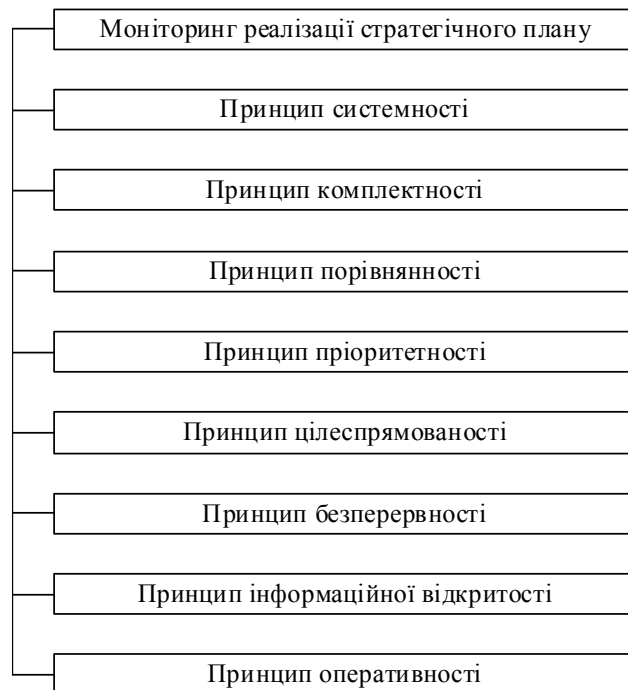 Моніторинг реалізації стратегічного плану
Принцип системності
Принцип комплектності
Принцип порівнянності
Принцип пріоритетності
Принцип цілеспрямованості
Принцип безперервності
Принцип інформаційної відкритості
Принцип оперативності